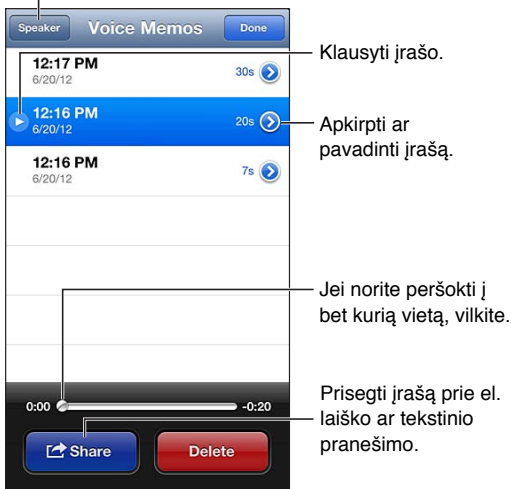 Speaker
Voice Memos
Done
12:17 PM
6/20/12
30s
Klausyti įrašo.
12:16 PM
6/20/12
20s
Apkirpti ar
pavadinti įrašą.
12:16 PM
6/20/12
7s
Jei norite peršokti į
bet kurią vietą, vilkite.
0:00
-0:20
Prisegti įrašą prie el.
laiško ar tekstinio
pranešimo.
Share
Delete